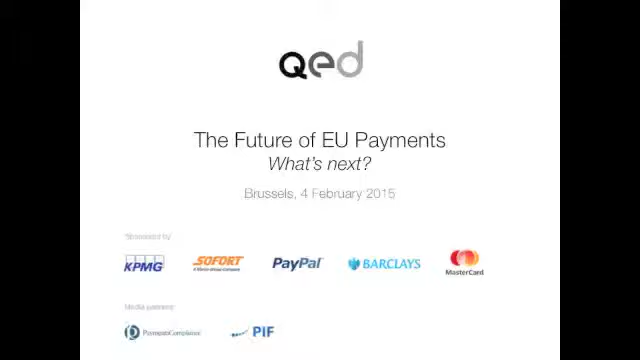 qed
The Future of EU Payments
What's next?
Brussels, 4 February 2015
Sponsored by
KPMG SOFORT PayPal BARCLAYS MasterCard
Media partners
PaymentsCompliance PIF